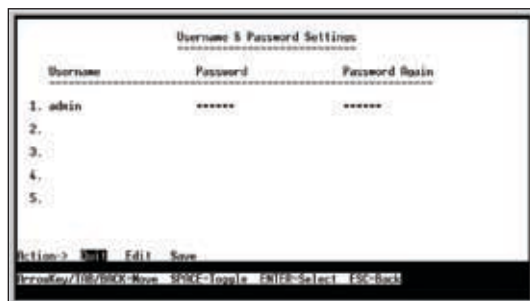 Username & Password Settings
Username Password Password Again
1. admin ****** ******
2.
3.
4.
5.
Action-> Quit Edit Save
ArrowKey/TAB/BACK=Move SPACE=Toggle ENTER=Select ESC=Back